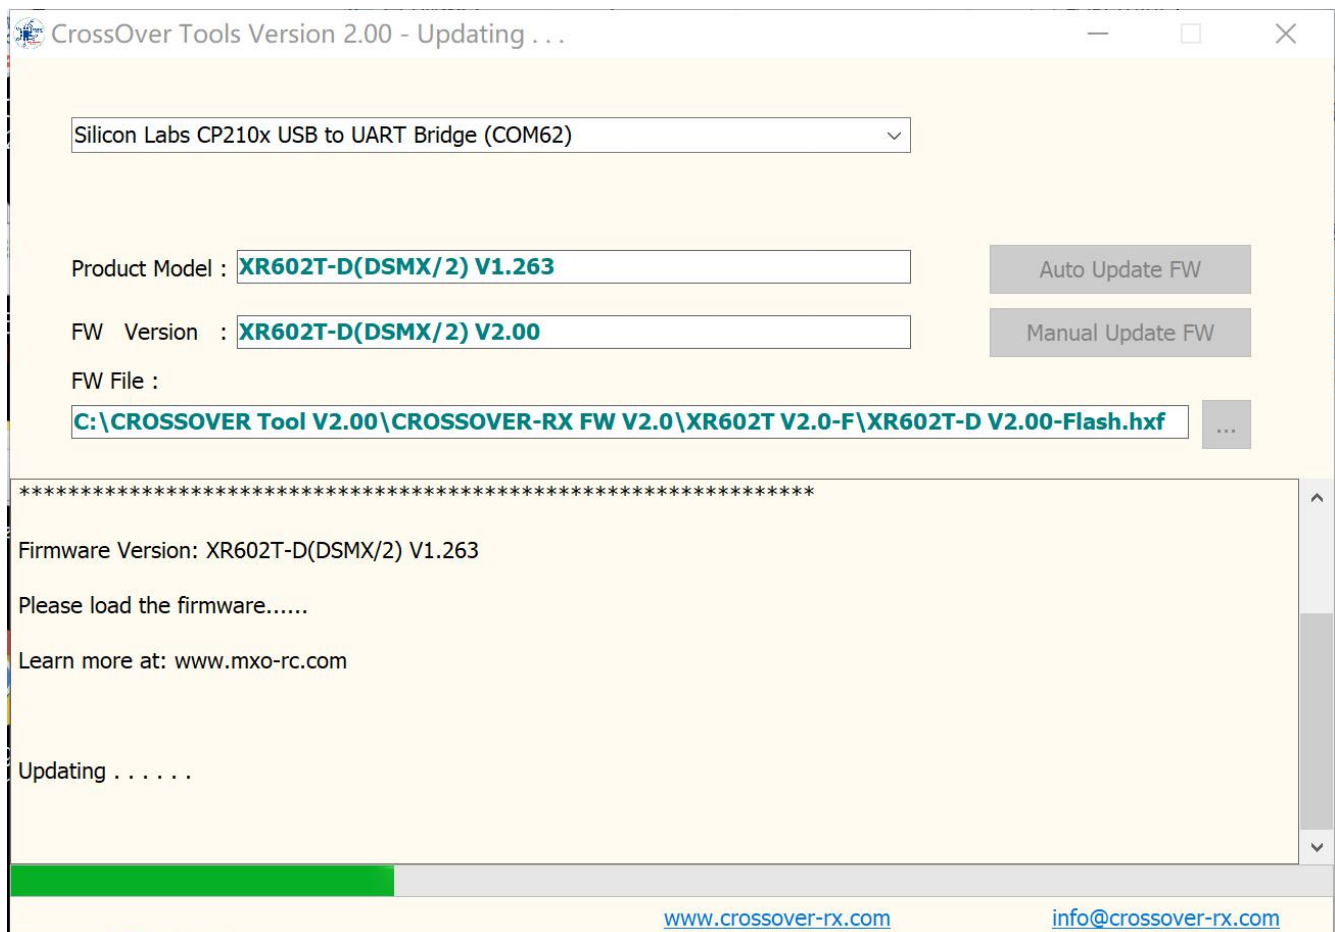 CrossOver Tools Version 2.00 - Updating . . .
Silicon Labs CP210x USB to UART Bridge (COM62)
Product Model : XR602T-D(DSMX/2) V1.263
Auto Update FW
FW Version : XR602T-D(DSMX/2) V2.00
Manual Update FW
FW File :
C:\CROSSOVER Tool V2.00\CROSSOVER-RX FW V2.0\XR602T V2.0-F\XR602T-D V2.00-Flash.hxf
...
*****************************************************************
Firmware Version: XR602T-D(DSMX/2) V1.263
Please load the firmware......
Learn more at: www.mxo-rc.com
Updating . . . . . .
www.crossover-rx.com info@crossover-rx.com